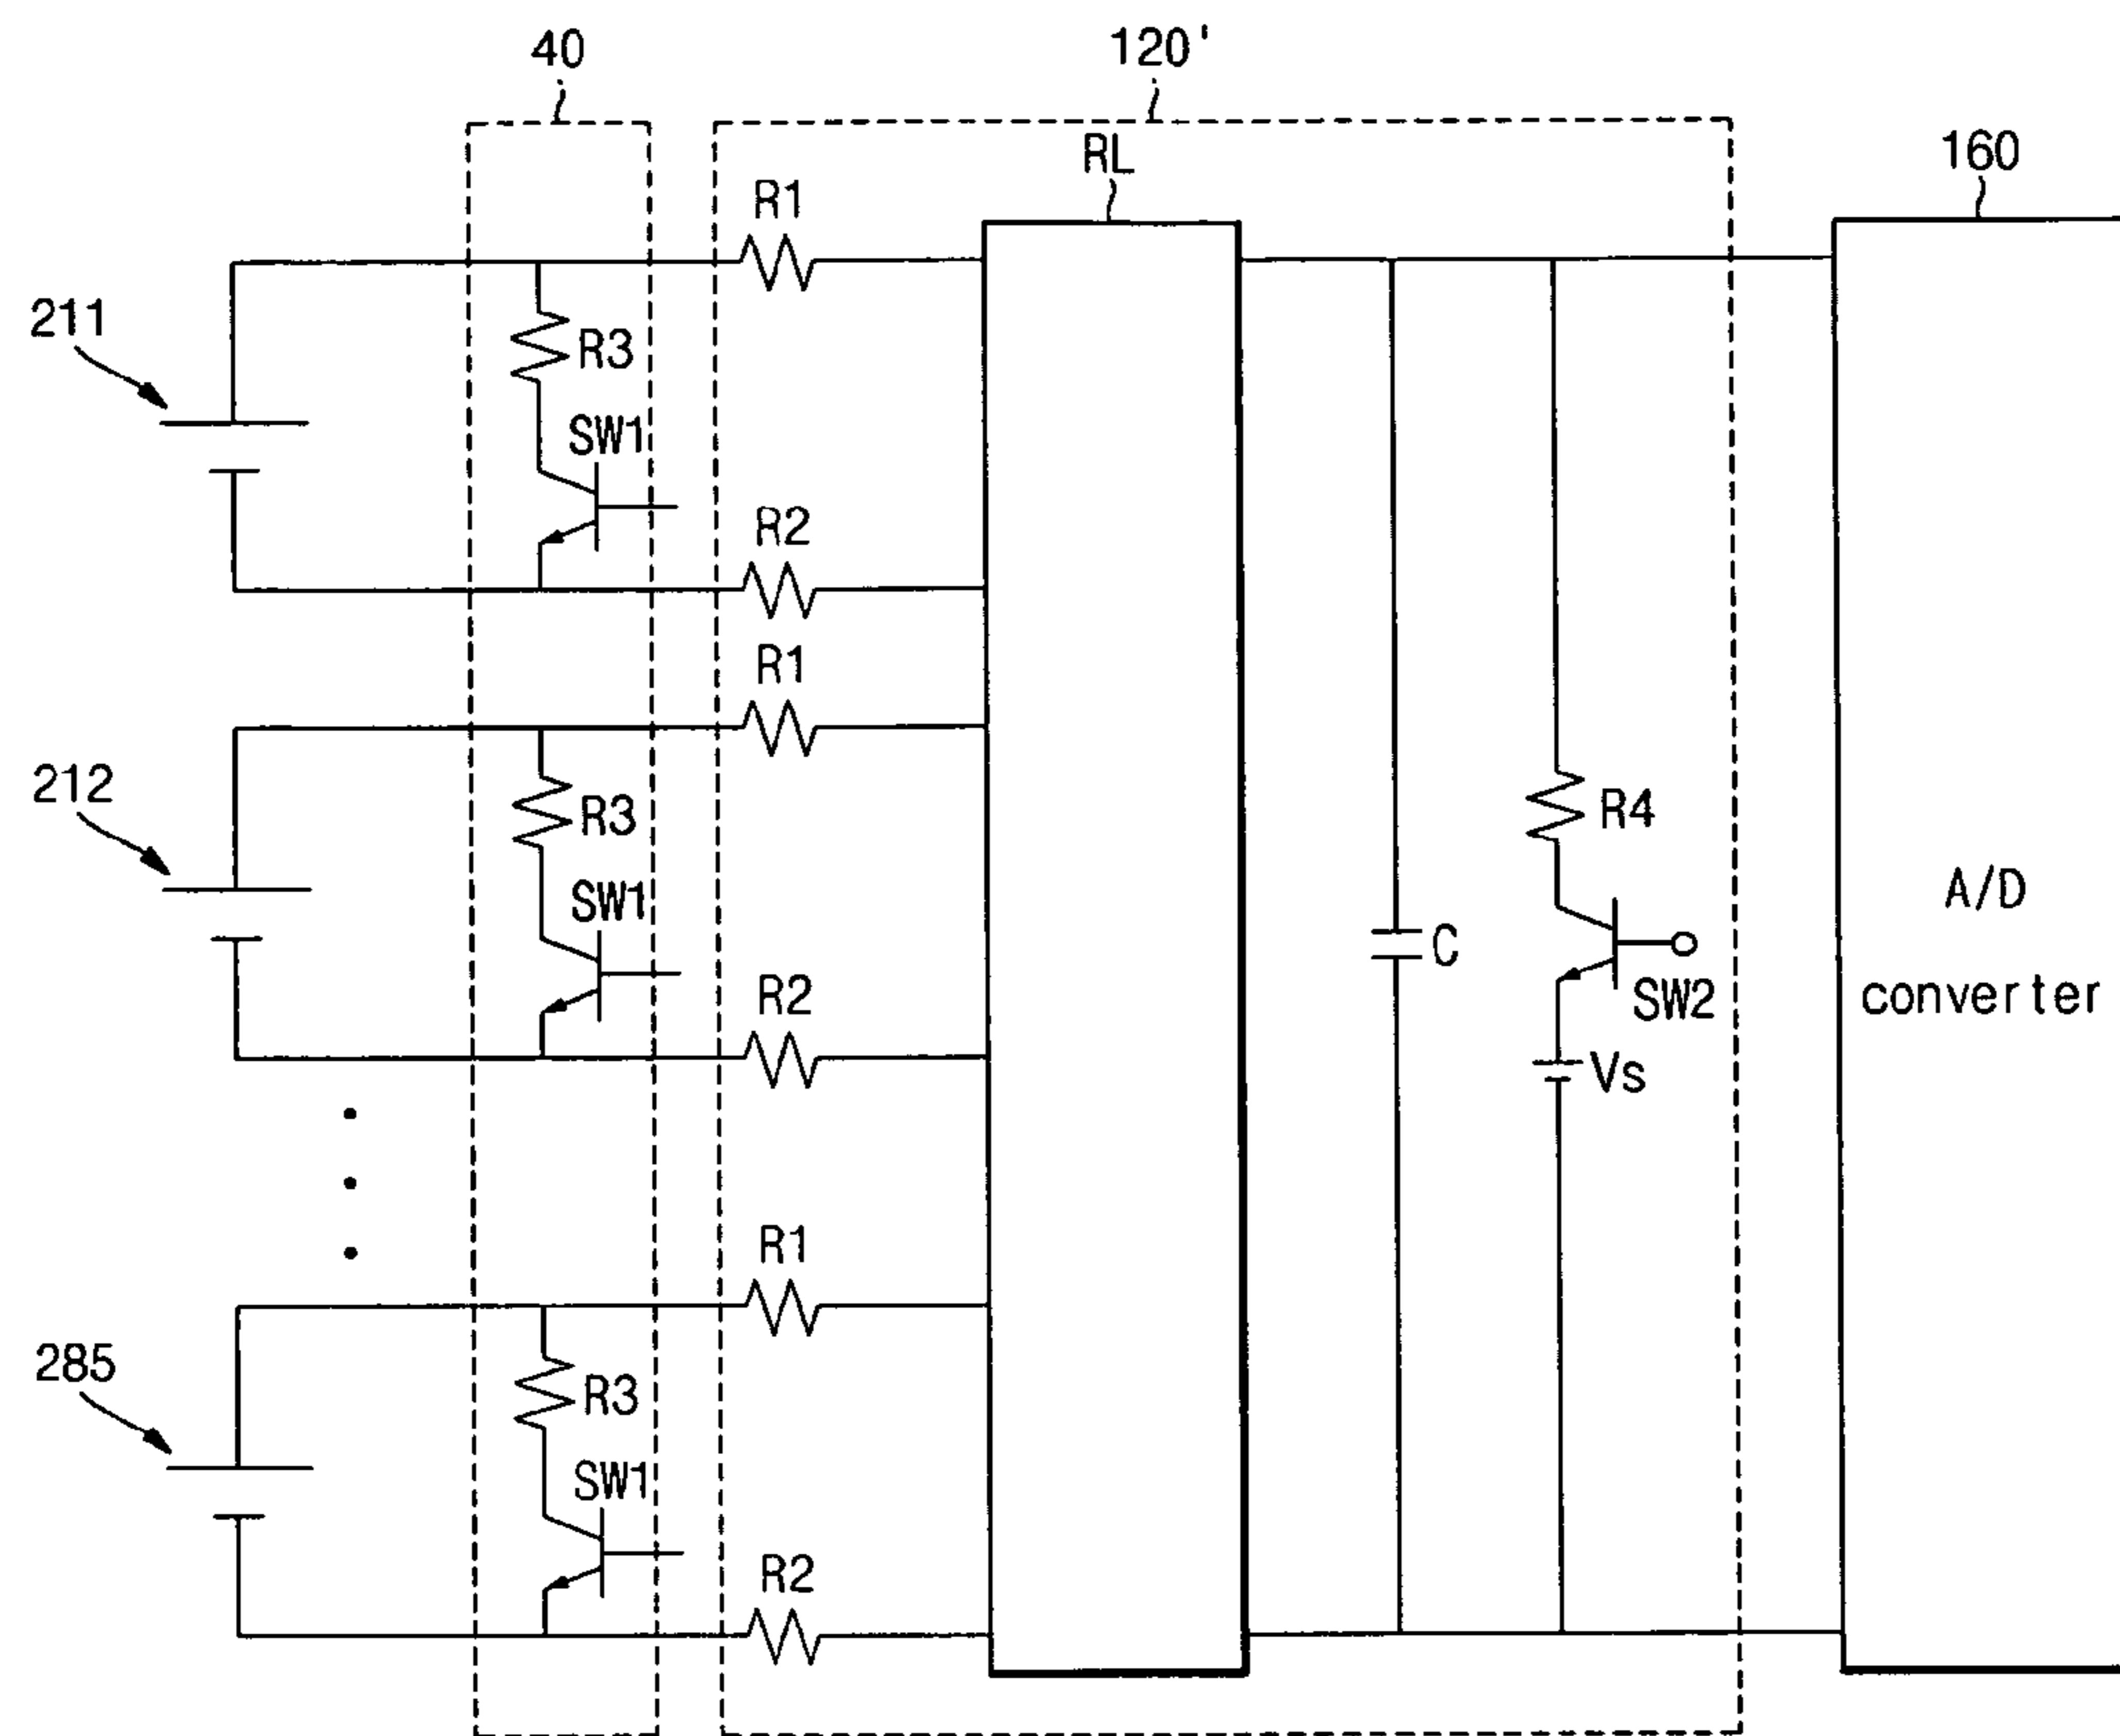 40
120'
RL
160
R1
211
R3
SW1
R2
R1
212
R3
R4
SW1
A/D
C
R2
SW2
converter
Vs
R1
285
R3
SW1
R2